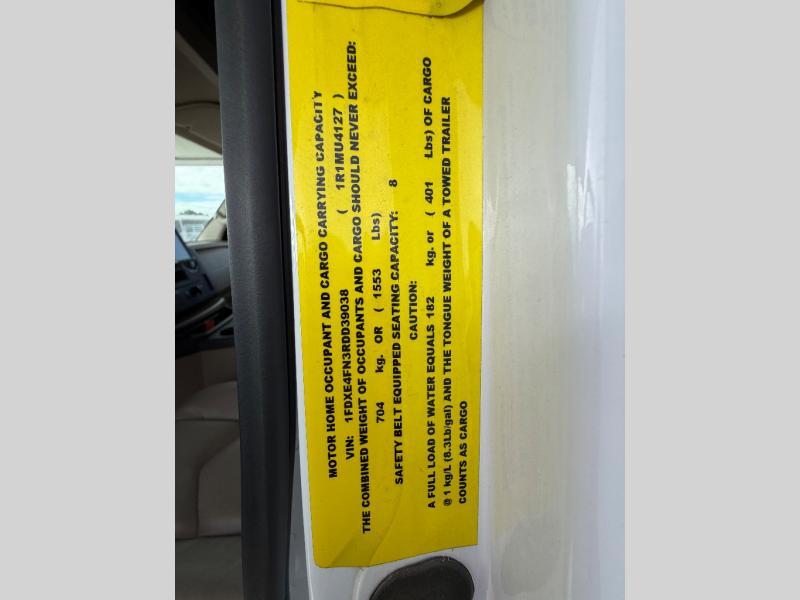 MOTOR HOME OCCUPANT AND CARGO CARRYING CAPACITY
VIN: 1FDXE4FN3RDD39038 ( 1R1MU4127 )
THE COMBINED WEIGHT OF OCCUPANTS AND CARGO SHOULD NEVER EXCEED:
704 kg. OR ( 1553 Lbs)
SAFETY BELT EQUIPPED SEATING CAPACITY: 8
CAUTION:
A FULL LOAD OF WATER EQUALS 182 kg. or ( 401 Lbs) OF CARGO
@ 1 kg/L (8.3Lb/gal) AND THE TONGUE WEIGHT OF A TOWED TRAILER
COUNTS AS CARGO